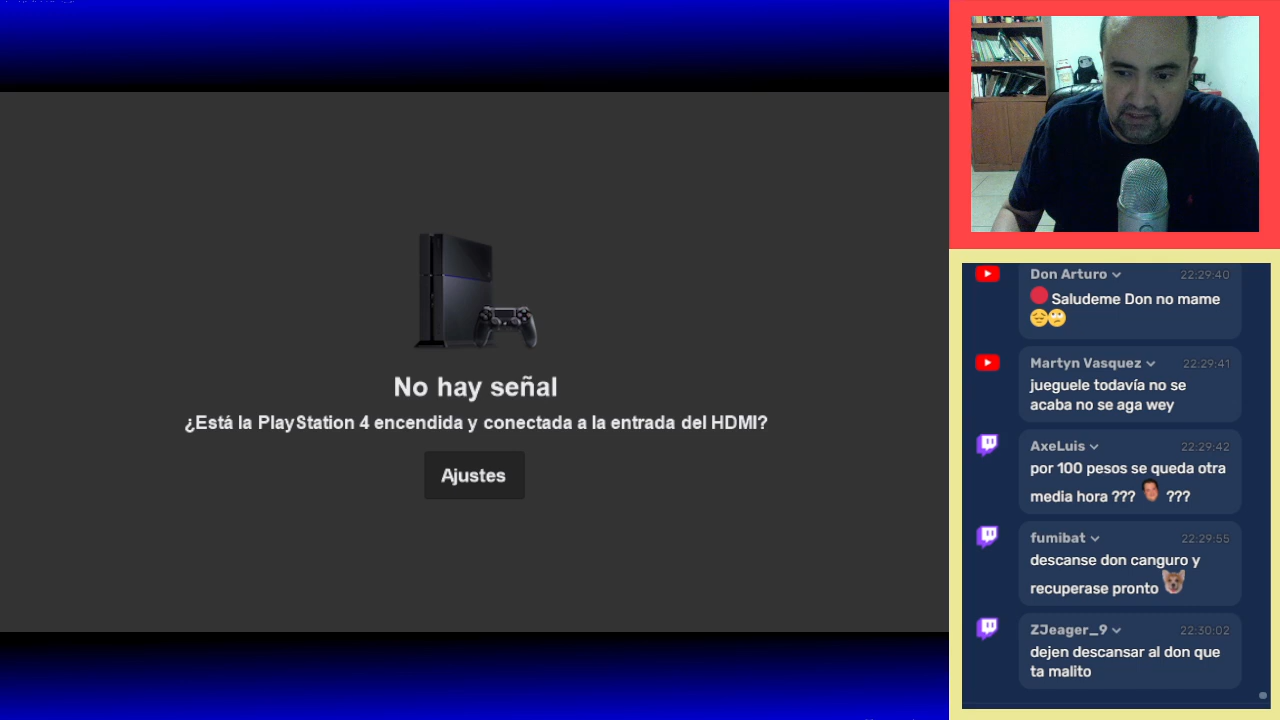 No hay señal
¿Está la PlayStation 4 encendida y conectada a la entrada del HDMI?
Ajustes
Don Arturo 22:29:40
Saludeme Don no mame
Martyn Vasquez 22:29:41
jueguele todavía no se
acaba no se aga wey
AxeLuis 22:29:42
por 100 pesos se queda otra
media hora ??? ???
fumibat 22:29:55
descanse don canguro y
recuperase pronto
ZJeager_9 22:30:02
dejen descansar al don que
ta malito